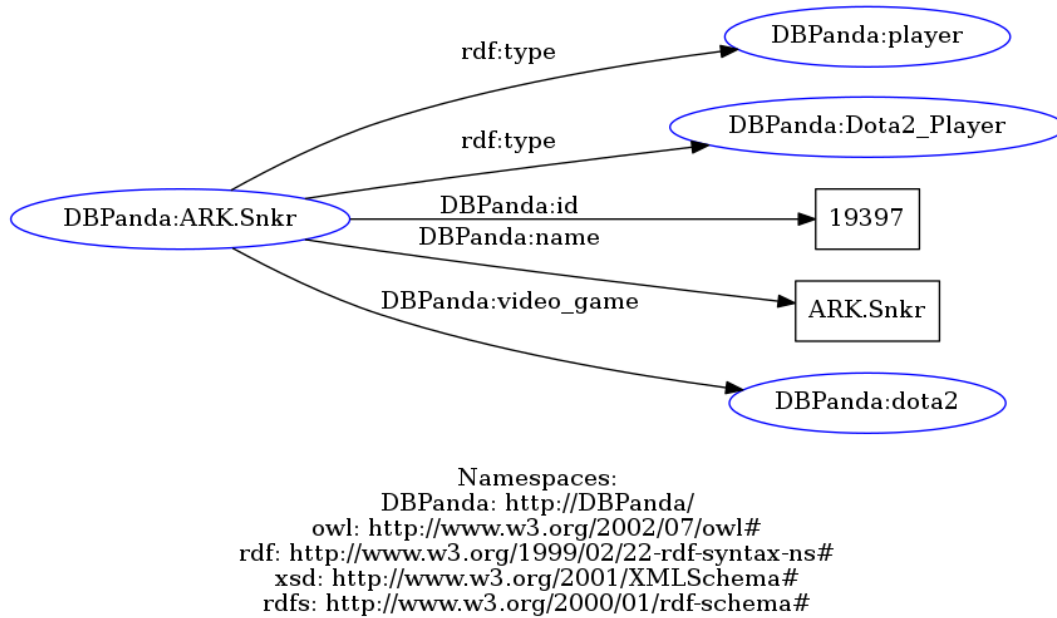 DBPanda:player
rdf:type
DBPanda:Dota2_Player
rdf:type
DBPanda:id
19397
DBPanda:ARK.Snkr
DBPanda:name
DBPanda:video_game
ARK.Snkr
DBPanda:dota2
Namespaces:
DBPanda: http://DBPanda/
owl: http://www.w3.org/2002/07/owl#
rdf: http://www.w3.org/1999/02/22-rdf-syntax-ns#
xsd: http://www.w3.org/2001/XMLSchema#
rdfs: http://www.w3.org/2000/01/rdf-schema#